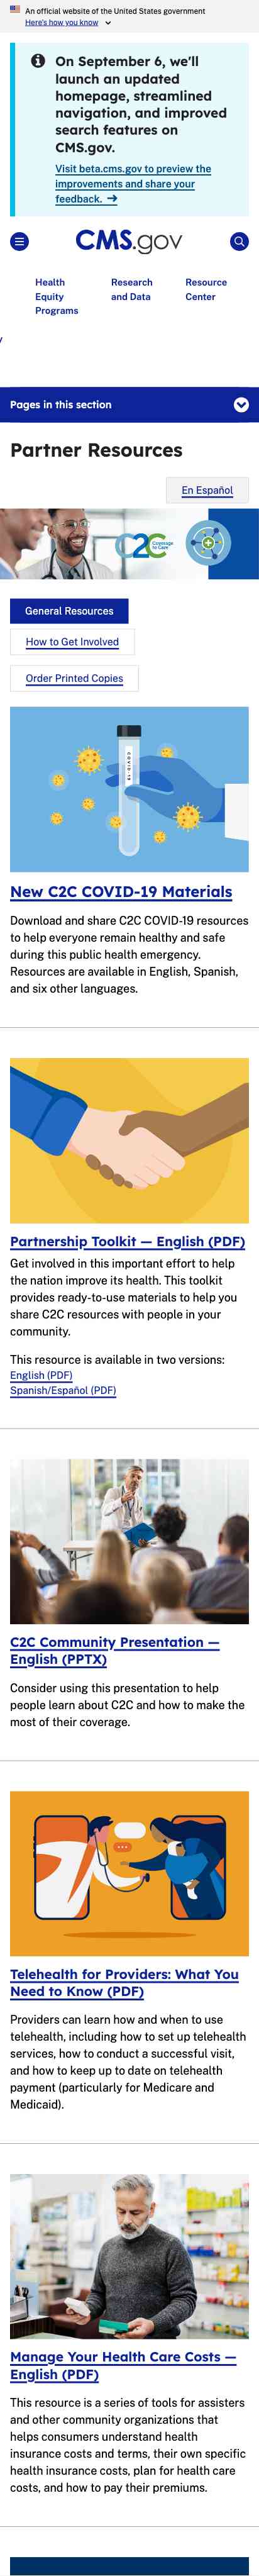 An official website of the United States government
Here's how you know
On September 6, we'll
launch an updated
homepage, streamlined
navigation, and improved
search features on
CMS.gov.
Visit beta.cms.gov to preview the
improvements and share your
feedback.
CMS.gov
Health
Equity
Programs
Research
and Data
Resource
Center
y
Pages in this section
Partner Resources
En Español
C2C Coverage
to Care
General Resources
How to Get Involved
Order Printed Copies
COVID-19
New C2C COVID-19 Materials
Download and share C2C COVID-19 resources
to help everyone remain healthy and safe
during this public health emergency.
Resources are available in English, Spanish,
and six other languages.
Partnership Toolkit — English (PDF)
Get involved in this important effort to help
the nation improve its health. This toolkit
provides ready-to-use materials to help you
share C2C resources with people in your
community.
This resource is available in two versions:
English (PDF)
Spanish/Español (PDF)
C2C Community Presentation —
English (PPTX)
Consider using this presentation to help
people learn about C2C and how to make the
most of their coverage.
Telehealth for Providers: What You
Need to Know (PDF)
Providers can learn how and when to use
telehealth, including how to set up telehealth
services, how to conduct a successful visit,
and how to keep up to date on telehealth
payment (particularly for Medicare and
Medicaid).
Manage Your Health Care Costs —
English (PDF)
This resource is a series of tools for assisters
and other community organizations that
helps consumers understand health
insurance costs and terms, their own specific
health insurance costs, plan for health care
costs, and how to pay their premiums.